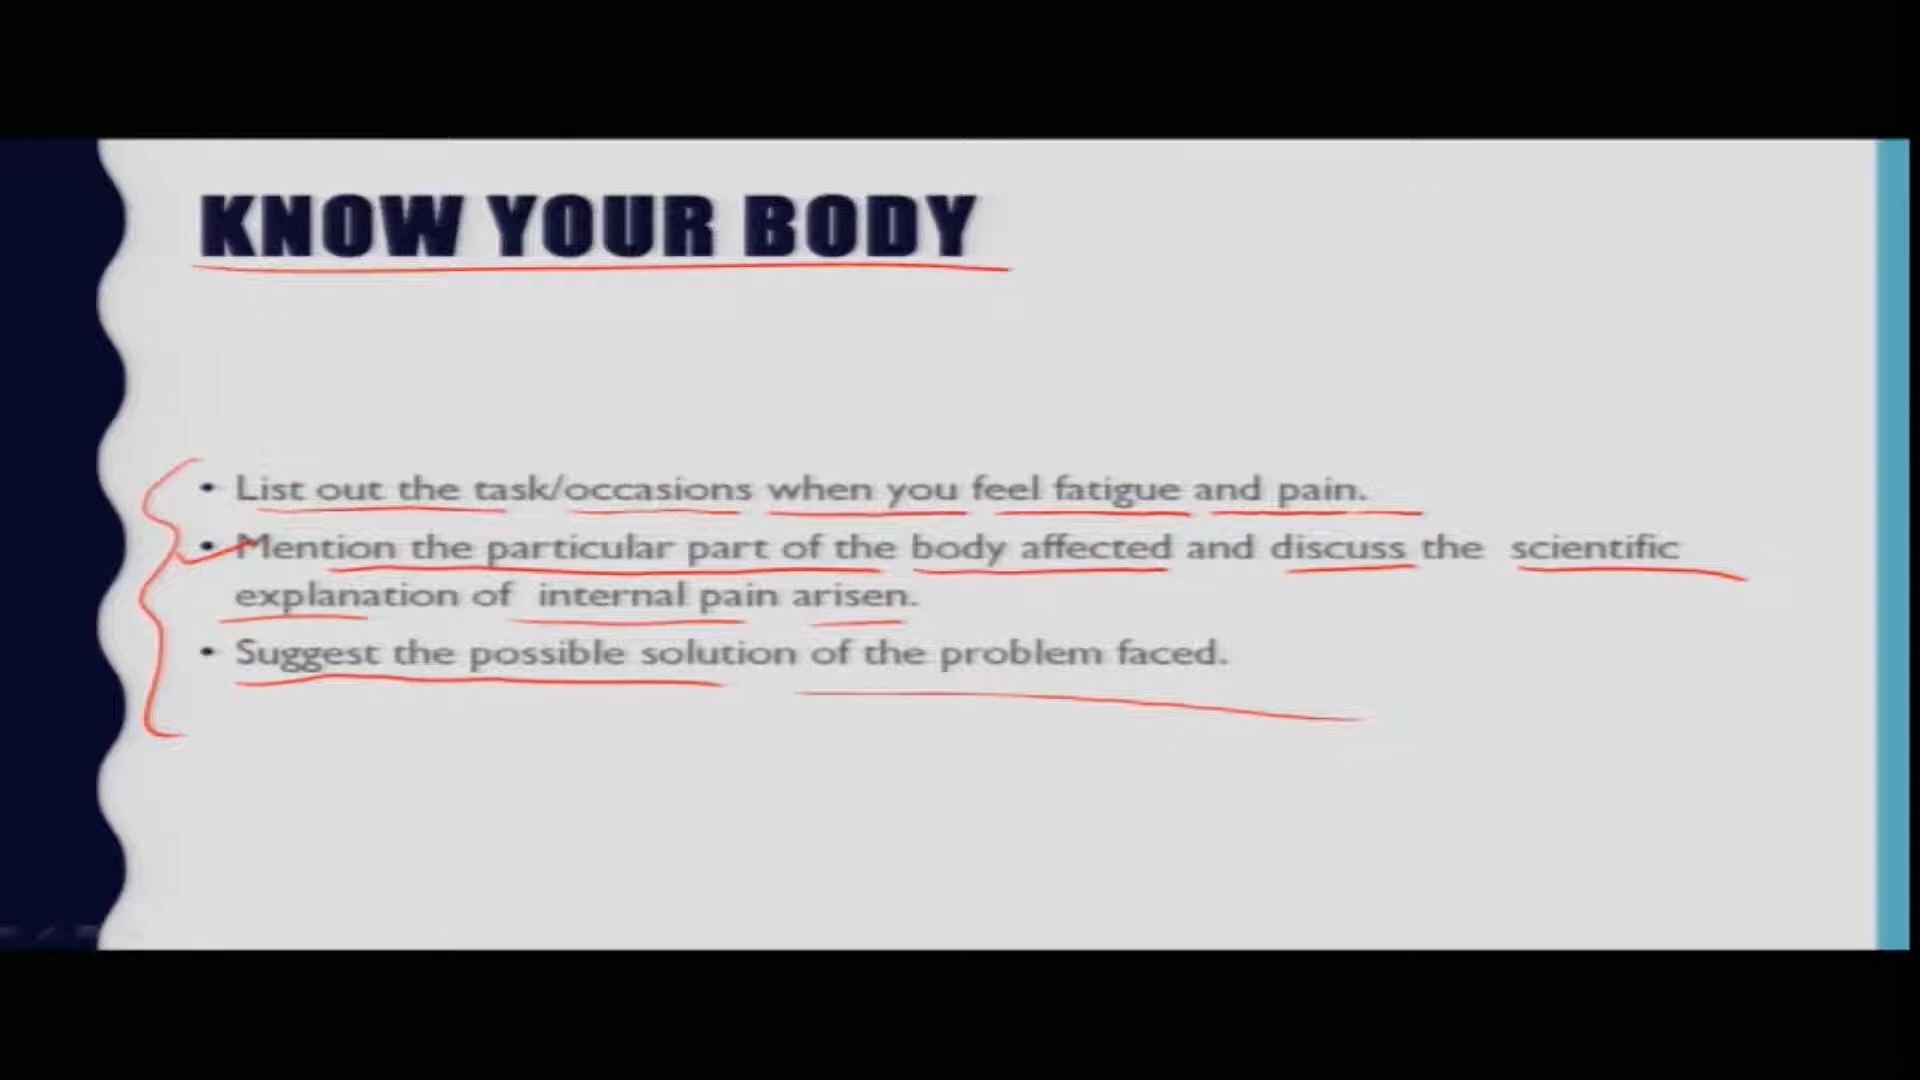 KNOW YOUR BODY
• List out the task/occasions when you feel fatigue and pain.
• Mention the particular part of the body affected and discuss the scientific
explanation of internal pain arisen.
• Suggest the possible solution of the problem faced.